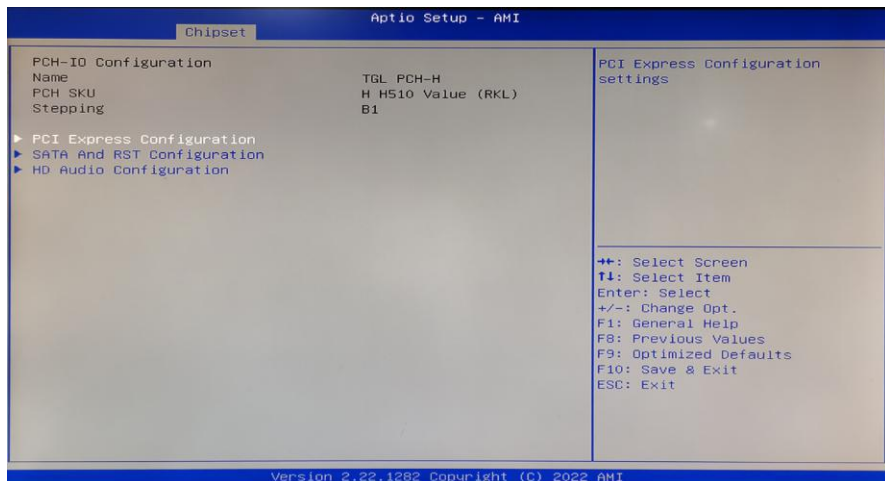 Aptio Setup - AMI
Chipset
PCH-IO Configuration
Name TGL PCH-H
PCH SKU H H510 Value (RKL)
Stepping B1
▶ PCI Express Configuration
▶ SATA And RST Configuration
▶ HD Audio Configuration
PCI Express Configuration
settings
→←: Select Screen
↑↓: Select Item
Enter: Select
+/-: Change Opt.
F1: General Help
F8: Previous Values
F9: Optimized Defaults
F10: Save & Exit
ESC: Exit
Version 2.22.1282 Copyright (C) 2022 AMI